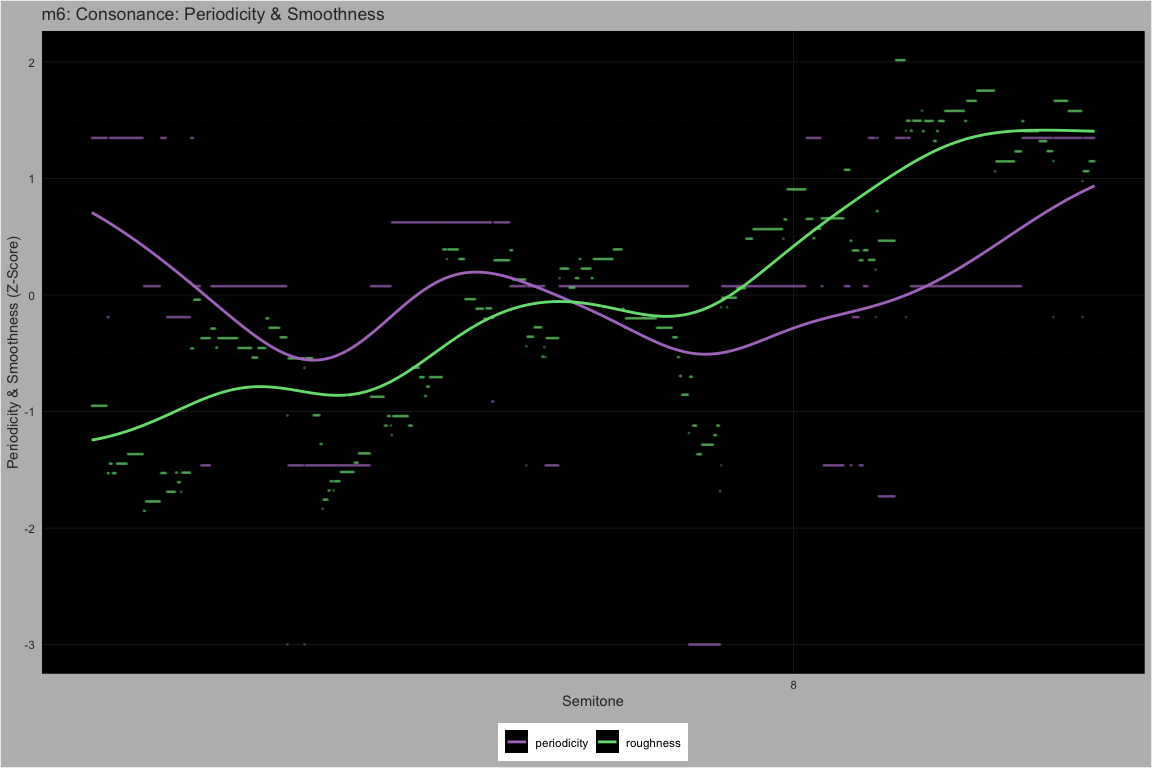 m6: Consonance: Periodicity & Smoothness
Periodicity & Smoothness (Z-Score)
2
1
0
-1
-2
-3
8
Semitone
periodicity
roughness